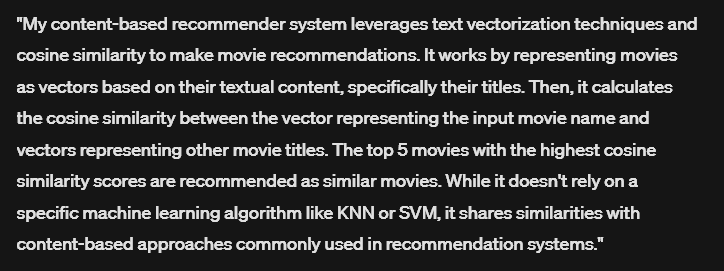 "My content-based recommender system leverages text vectorization techniques and
cosine similarity to make movie recommendations. It works by representing movies
as vectors based on their textual content, specifically their titles. Then, it calculates
the cosine similarity between the vector representing the input movie name and
vectors representing other movie titles. The top 5 movies with the highest cosine
similarity scores are recommended as similar movies. While it doesn't rely on a
specific machine learning algorithm like KNN or SVM, it shares similarities with
content-based approaches commonly used in recommendation systems."